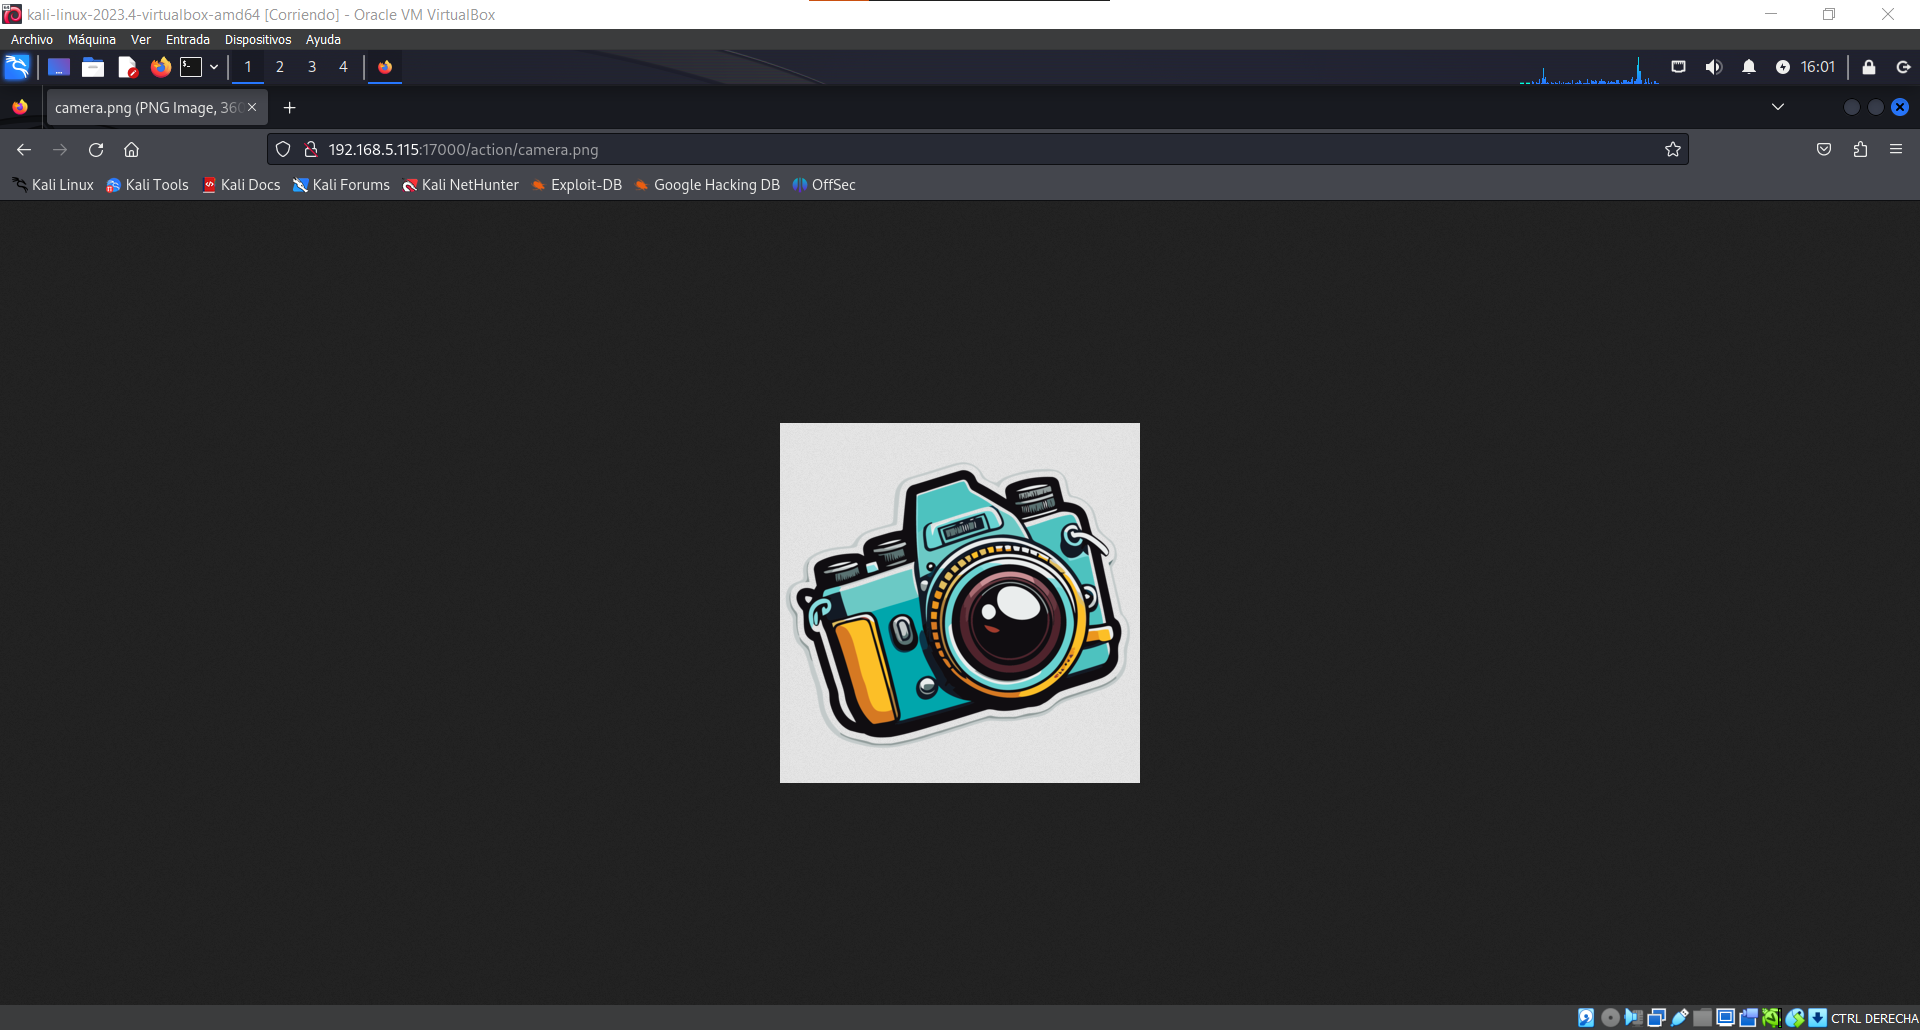 kali-linux-2023.4-virtualbox-amd64 [Corriendo] - Oracle VM VirtualBox
Archivo Máquina Ver Entrada Dispositivos Ayuda
1 2 3 4 16:01
camera.png (PNG Image, 360
192.168.5.115:17000/action/camera.png
Kali Linux Kali Tools Kali Docs Kali Forums Kali NetHunter Exploit-DB Google Hacking DB OffSec
CTRL DERECHA